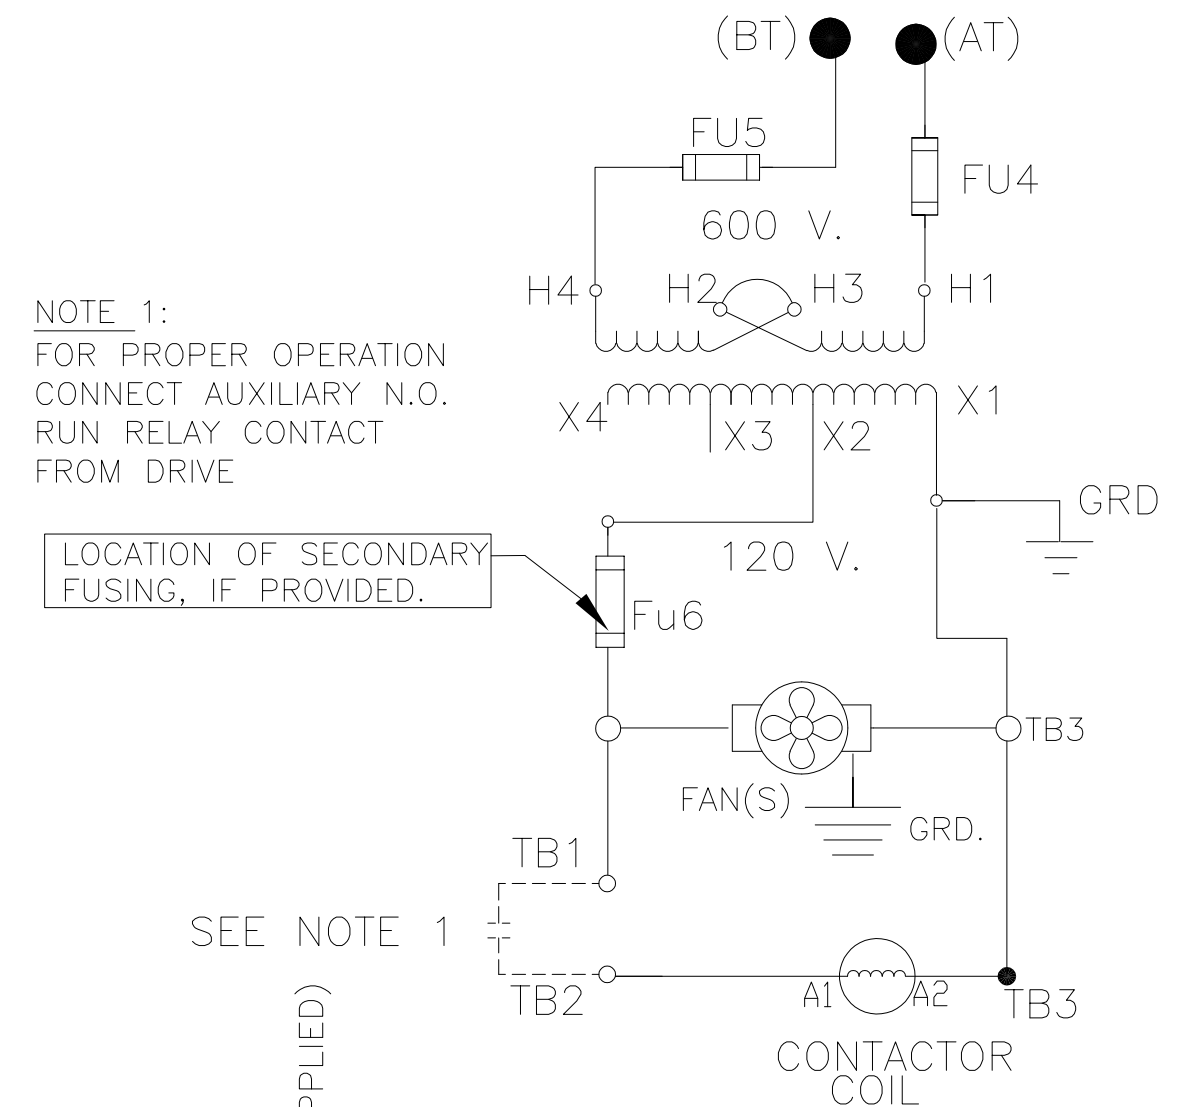 (BT)
(AT)
FU5
FU4
600 V.
H4
H2
H3
H1
NOTE 1:
FOR PROPER OPERATION
CONNECT AUXILIARY N.O.
RUN RELAY CONTACT
FROM DRIVE
X4
X3
X2
X1
GRD
LOCATION OF SECONDARY
FUSING, IF PROVIDED.
120 V.
Fu6
TB3
FAN(S)
GRD.
TB1
SEE NOTE 1
TB2
A1
A2
TB3
CONTACTOR
COIL
PPLIED)